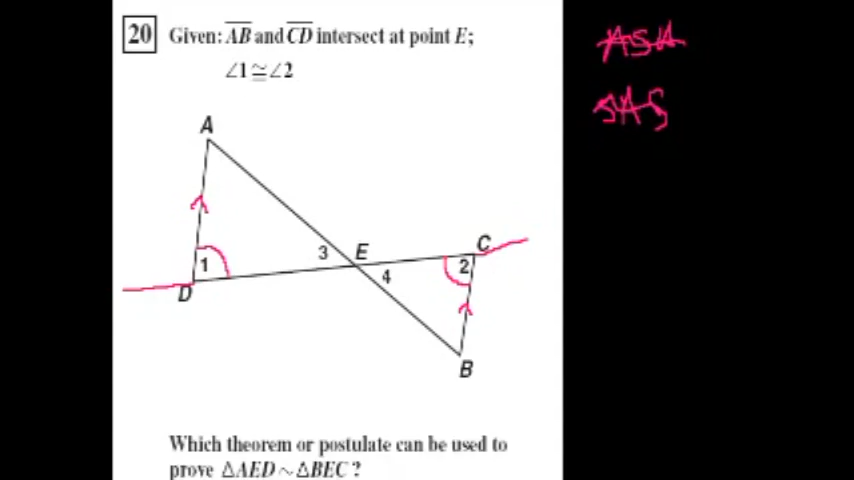 20 Given: AB and CD intersect at point E;
∠1≅∠2
ASA
SAS
A
3 E C
1 2
4
D
B
Which theorem or postulate can be used to
prove △AED ~ △BEC ?